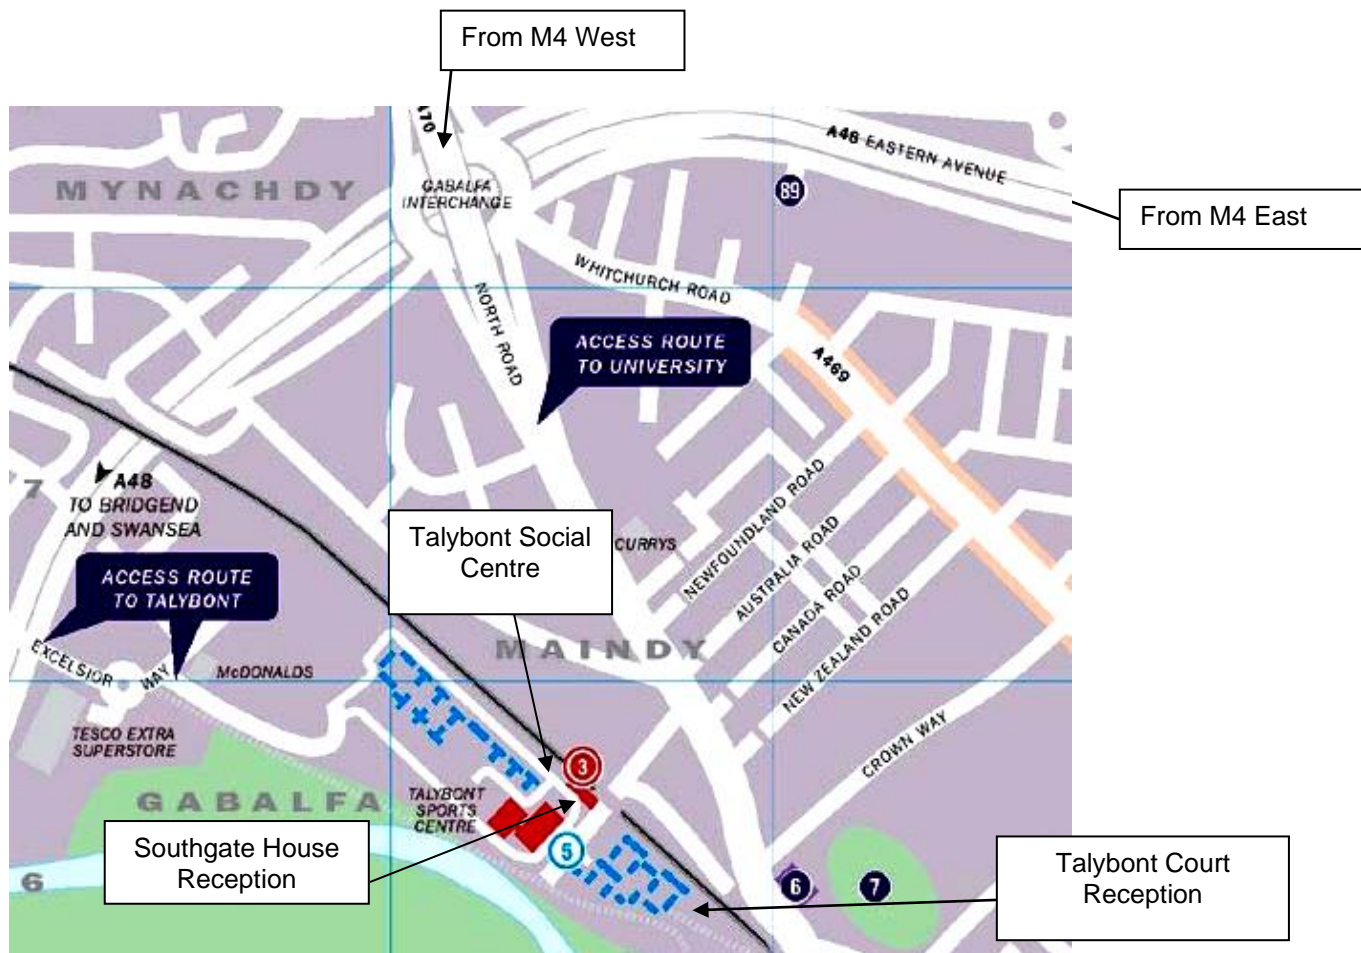 From M4 West
A70
A48 EASTERN AVENUE
MYNACHDY
GABALFA
INTERCHANGE
89
From M4 East
WHITCHURCH ROAD
NORTH ROAD
ACCESS ROUTE
TO UNIVERSITY
A469
A48
TO BRIDGEND
AND SWANSEA
7
NEWFOUNDLAND ROAD
Talybont Social
Centre
CURRYS
AUSTRALIA ROAD
ACCESS ROUTE
TO TALYBONT
CANADA ROAD
NEW ZEALAND ROAD
MAINDY
EXCELSIOR WAY
McDONALDS
CROWN WAY
TESCO EXTRA
SUPERSTORE
3
GABALFA
TALYBONT
SPORTS
CENTRE
Southgate House
Reception
5
Talybont Court
Reception
6
6
7